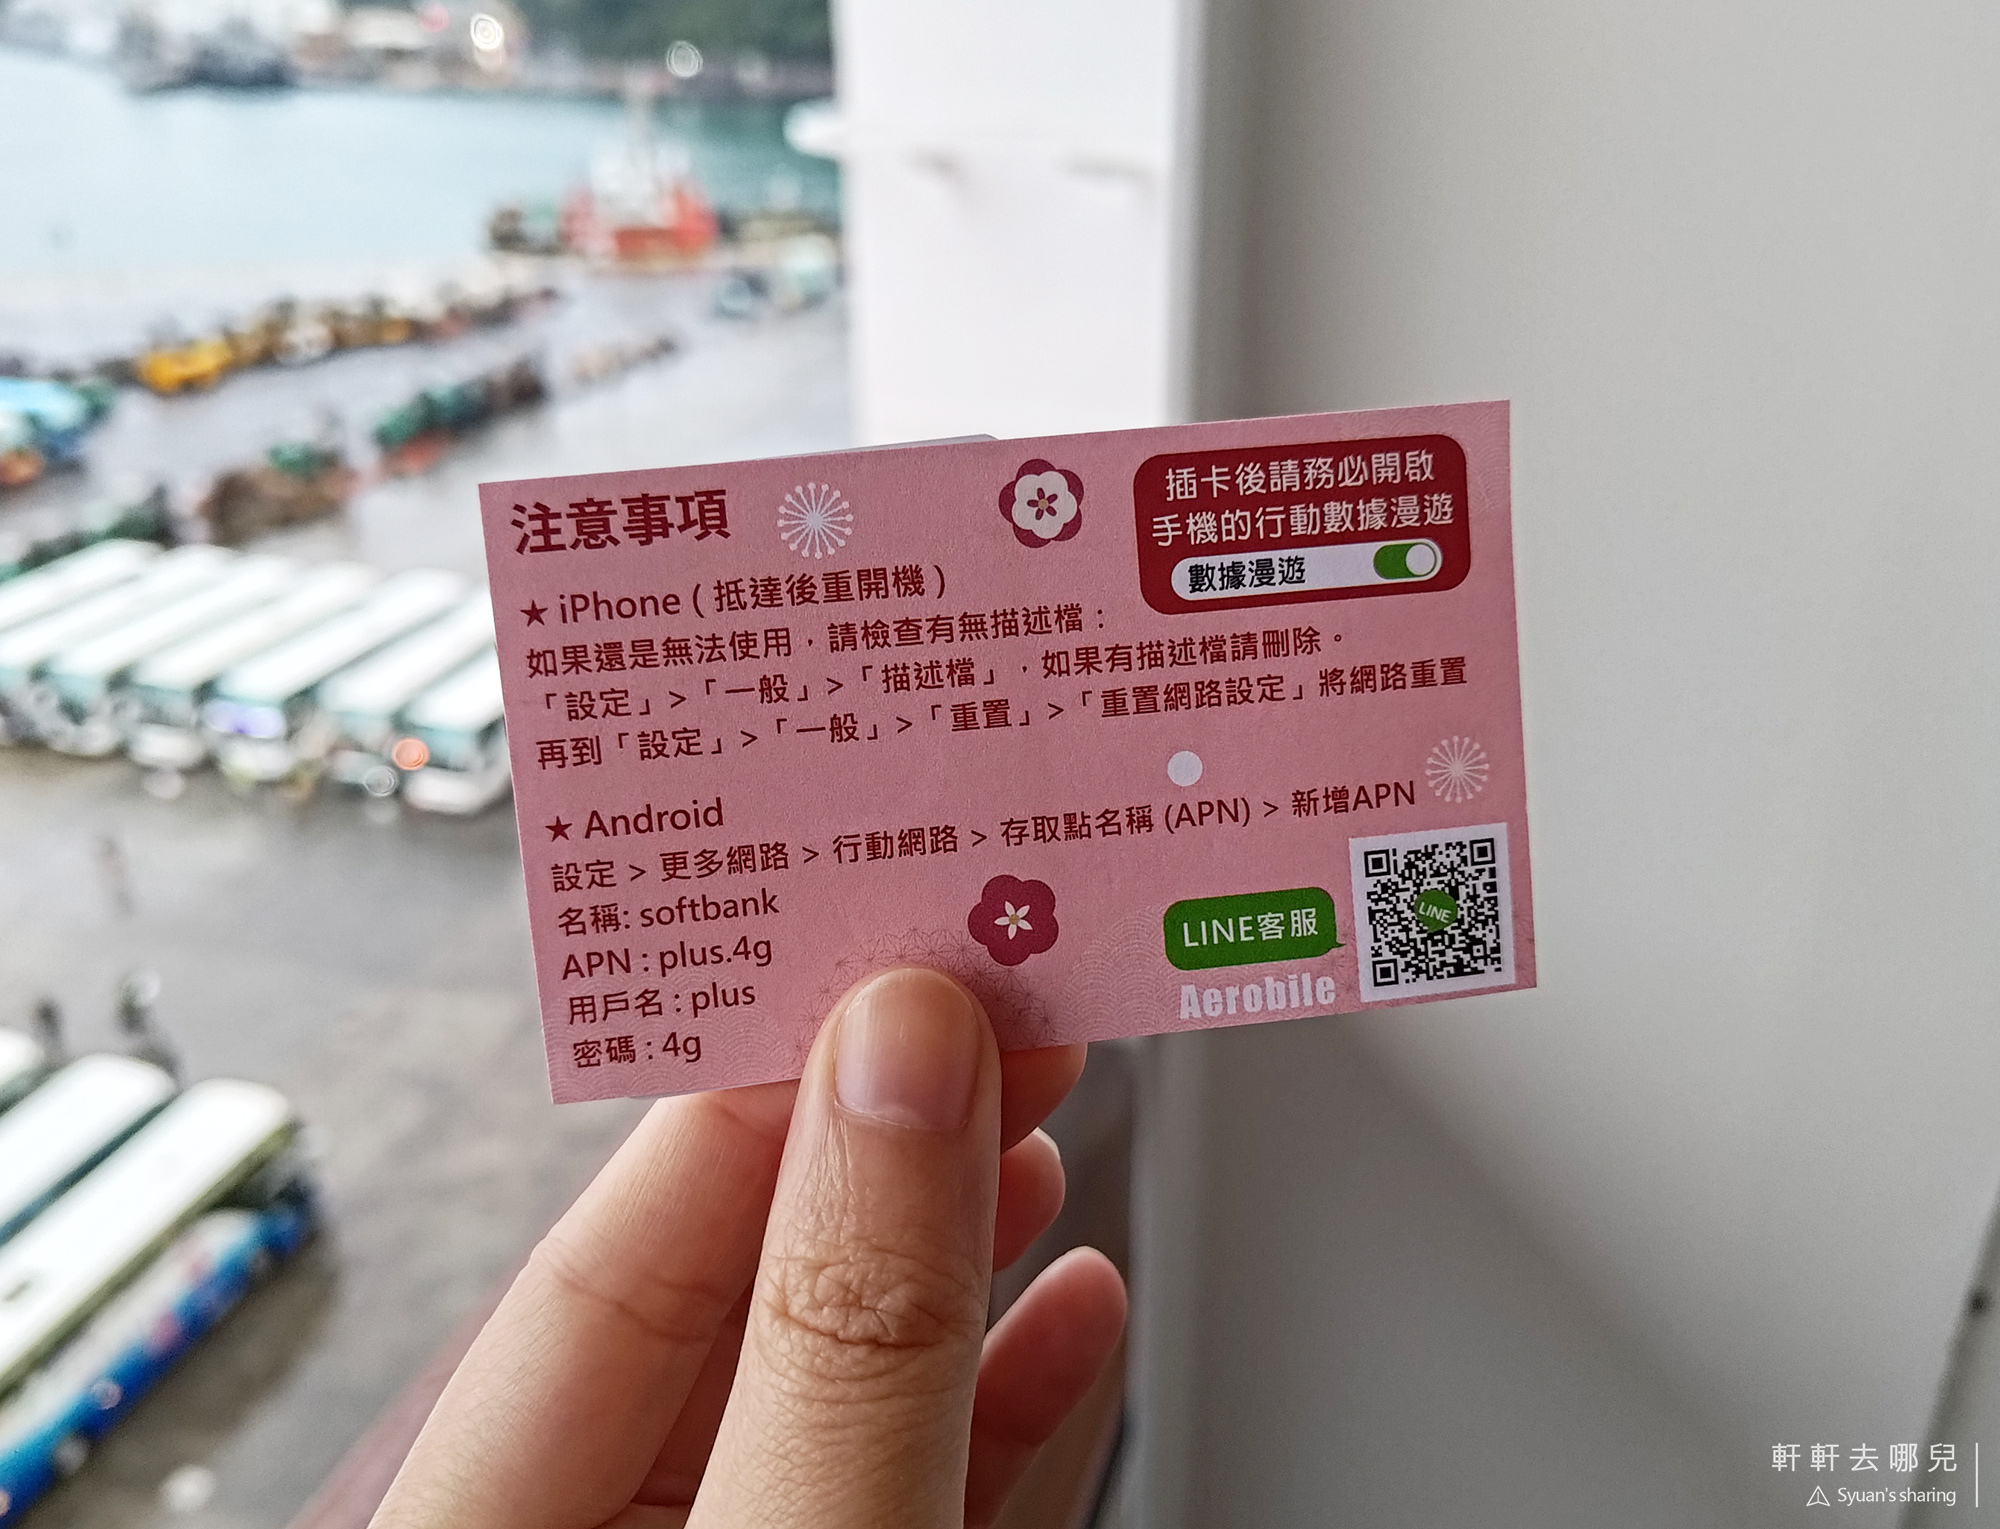 注意事項
插卡後請務必開啟
手機的行動數據漫遊
數據漫遊
★ iPhone ( 抵達後重開機 )
如果還是無法使用，請檢查有無描述檔：
「設定」>「一般」>「描述檔」，如果有描述檔請刪除。
再到「設定」>「一般」>「重置」>「重置網路設定」將網路重置
★ Android
設定 > 更多網路 > 行動網路 > 存取點名稱 (APN) > 新增APN
名稱: softbank
APN : plus.4g
用戶名 : plus
密碼 : 4g
LINE客服
Aerobile
LINE
軒軒去哪兒
Syuan's sharing